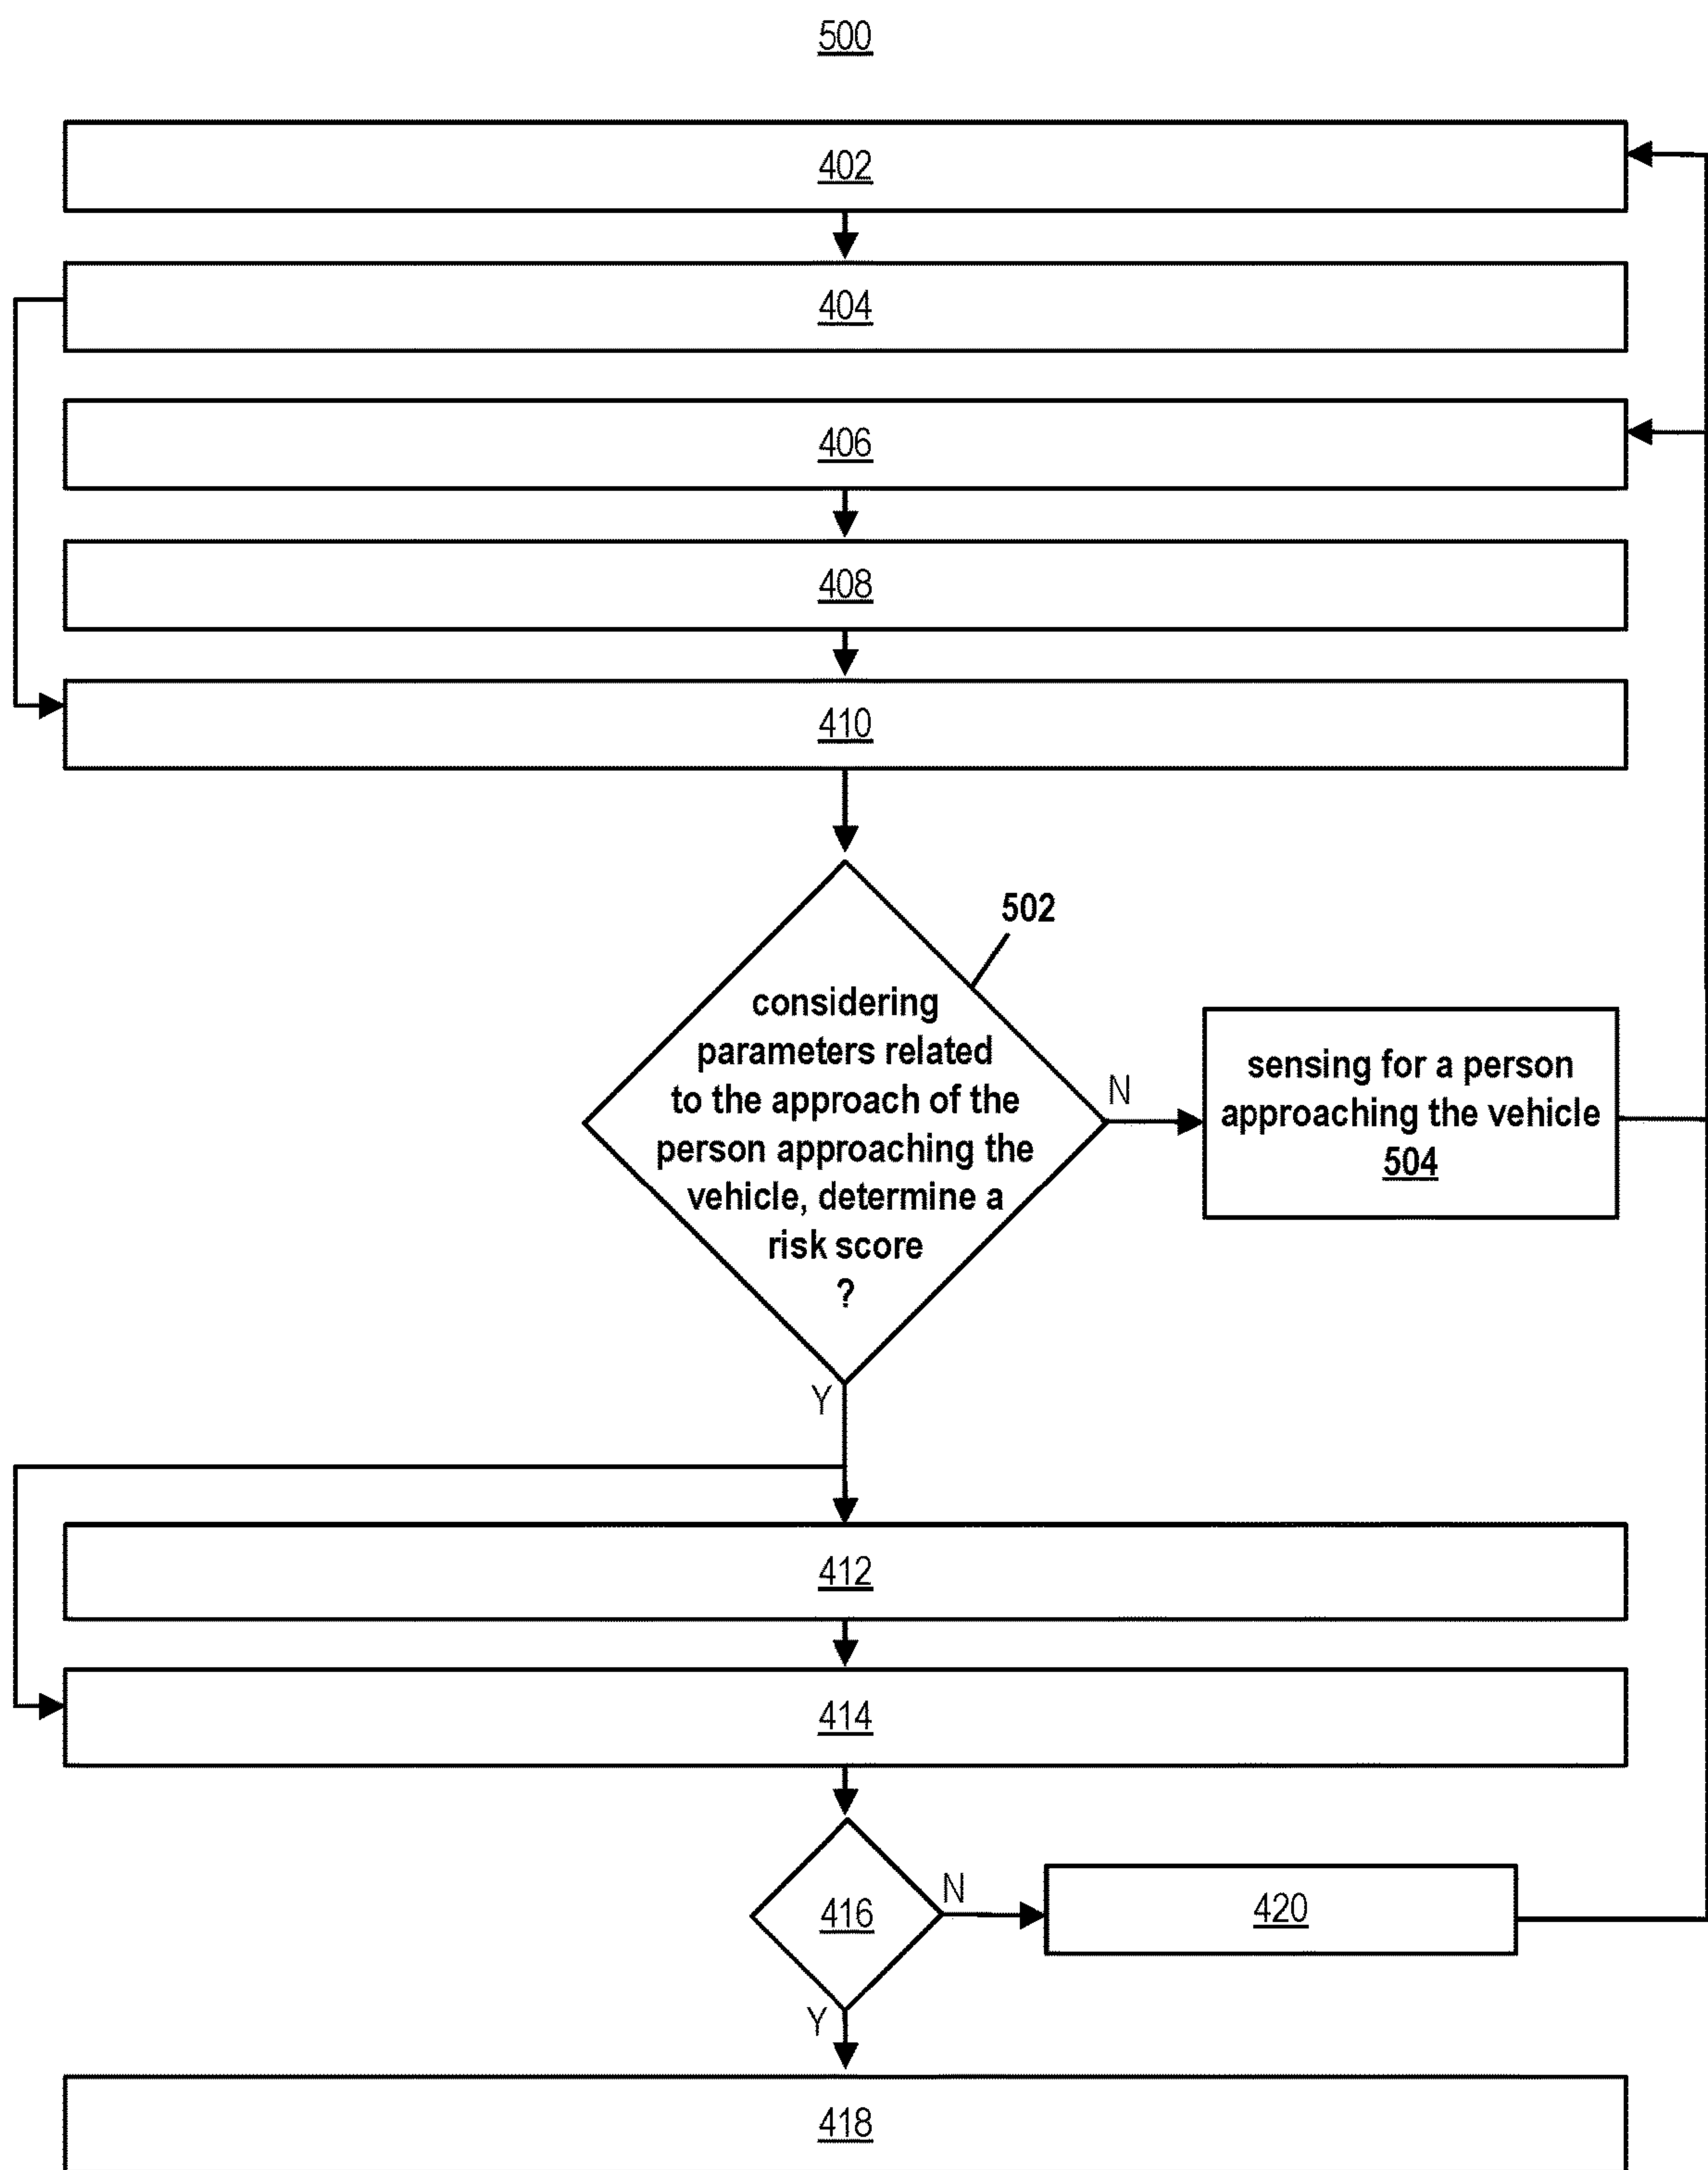 500
402
404
406
408
410
502
considering
parameters related
to the approach of the
person approaching the
vehicle, determine a
risk score
?
N
sensing for a person
approaching the vehicle
504
Y
412
414
416
N
420
Y
418